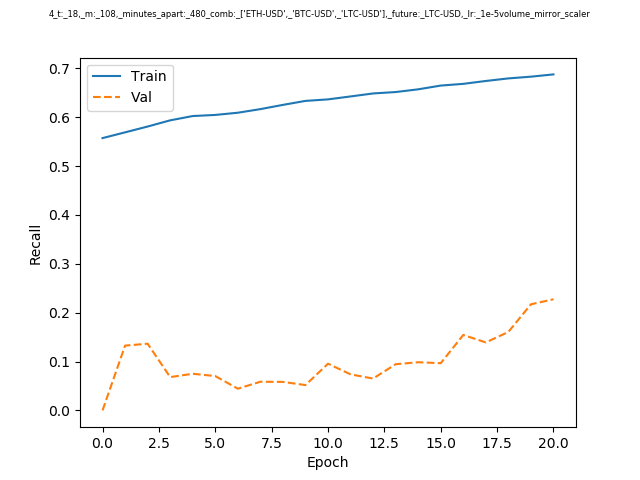 4_t:_18,_m:_108,_minutes_apart:_480_comb:_['ETH-USD',_'BTC-USD',_'LTC-USD'],_future:_LTC-USD,_lr:_1e-5volume_mirror_scaler
Train
Val
0.7
0.6
0.5
0.4
0.3
0.2
0.1
0.0
Recall
0.0 2.5 5.0 7.5 10.0 12.5 15.0 17.5 20.0
Epoch